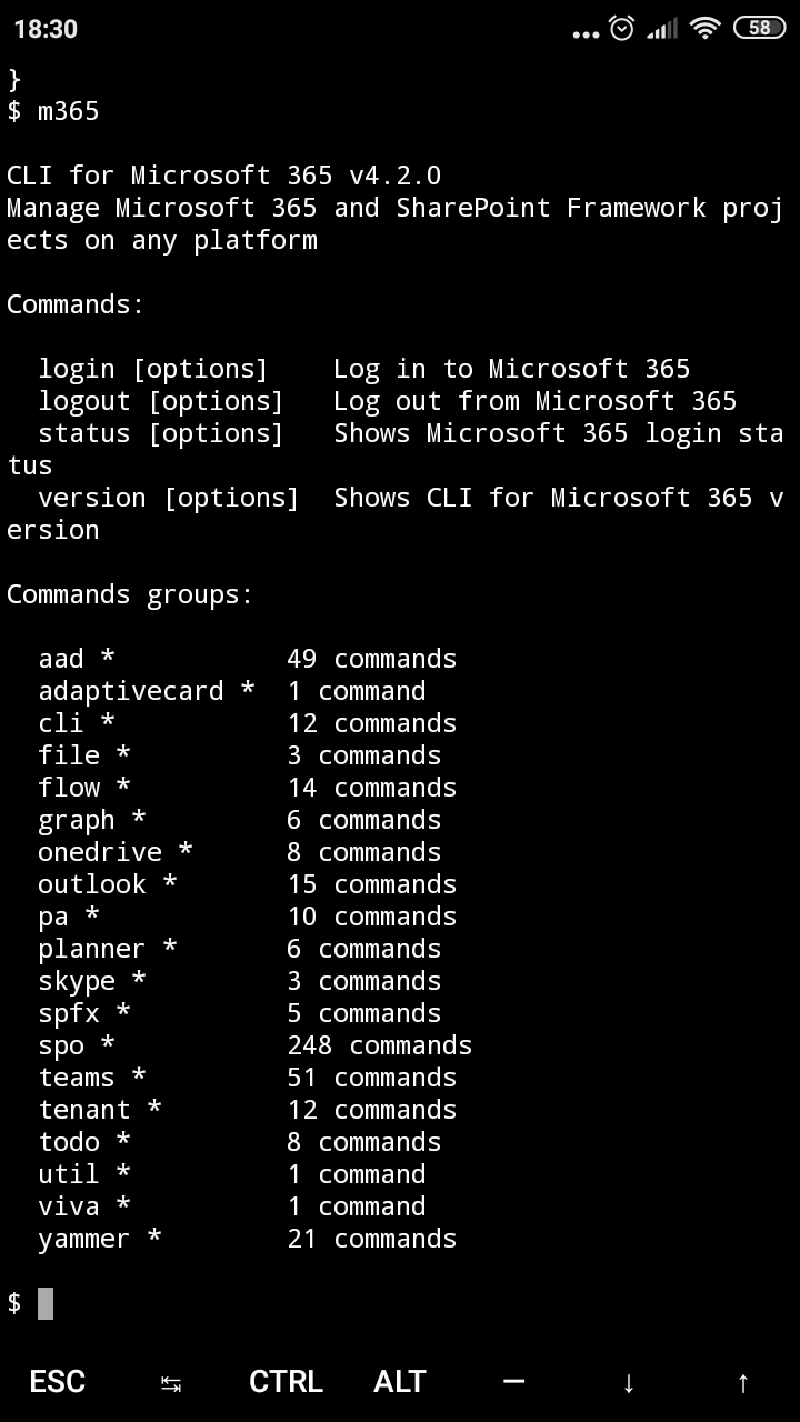 18:30
58
}
$ m365
CLI for Microsoft 365 v4.2.0
Manage Microsoft 365 and SharePoint Framework proj
ects on any platform
Commands:
login [options]    Log in to Microsoft 365
logout [options]   Log out from Microsoft 365
status [options]   Shows Microsoft 365 login sta
tus
version [options]  Shows CLI for Microsoft 365 v
ersion
Commands groups:
aad *           49 commands
adaptivecard *  1 command
cli *           12 commands
file *          3 commands
flow *          14 commands
graph *         6 commands
onedrive *      8 commands
outlook *       15 commands
pa *            10 commands
planner *       6 commands
skype *         3 commands
spfx *          5 commands
spo *           248 commands
teams *         51 commands
tenant *        12 commands
todo *          8 commands
util *          1 command
viva *          1 command
yammer *        21 commands
$
ESC ↹ CTRL ALT — ↓ ↑